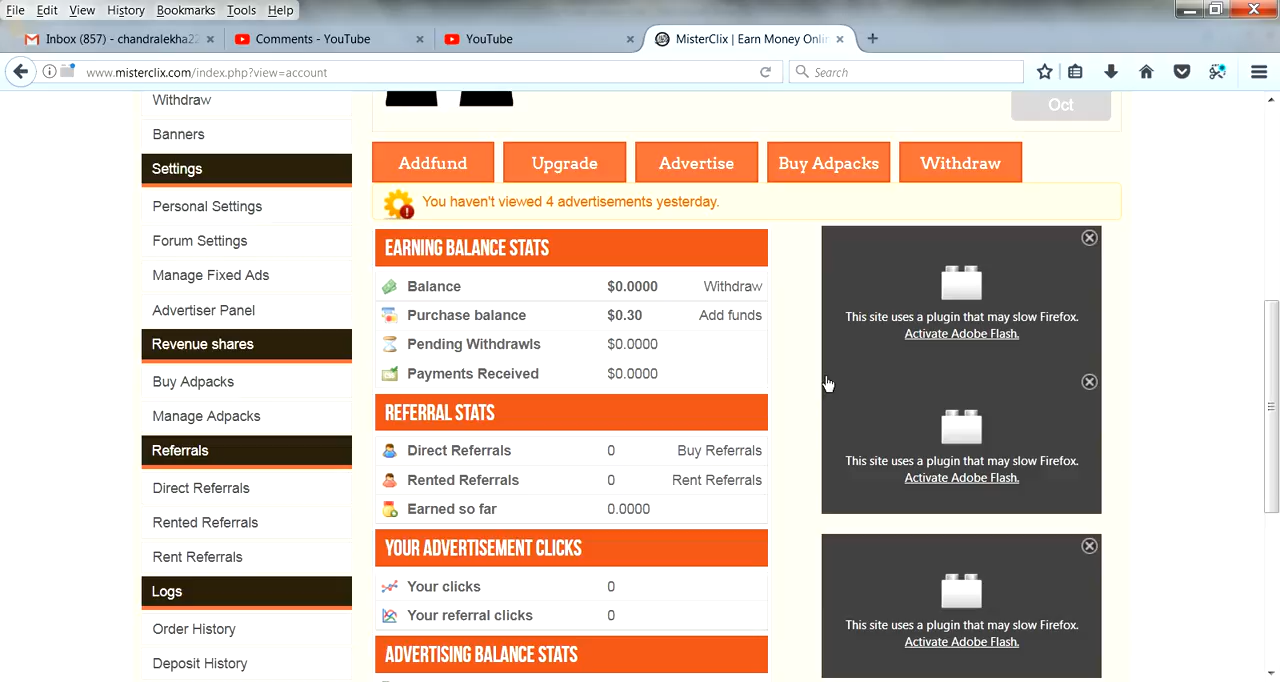 File Edit View History Bookmarks Tools Help
Inbox (857) - chandralekha22 × Comments - YouTube × YouTube × MisterClix | Earn Money Onlin ×
www.misterclix.com/index.php?view=account Search
Withdraw
Banners
Settings
Personal Settings
Forum Settings
Manage Fixed Ads
Advertiser Panel
Revenue shares
Buy Adpacks
Manage Adpacks
Referrals
Direct Referrals
Rented Referrals
Rent Referrals
Logs
Order History
Deposit History
Oct
Addfund Upgrade Advertise Buy Adpacks Withdraw
You haven't viewed 4 advertisements yesterday.
EARNING BALANCE STATS
Balance $0.0000 Withdraw
Purchase balance $0.30 Add funds
Pending Withdrawls $0.0000
Payments Received $0.0000
REFERRAL STATS
Direct Referrals 0 Buy Referrals
Rented Referrals 0 Rent Referrals
Earned so far 0.0000
YOUR ADVERTISEMENT CLICKS
Your clicks 0
Your referral clicks 0
ADVERTISING BALANCE STATS
This site uses a plugin that may slow Firefox.
Activate Adobe Flash.
This site uses a plugin that may slow Firefox.
Activate Adobe Flash.
This site uses a plugin that may slow Firefox.
Activate Adobe Flash.